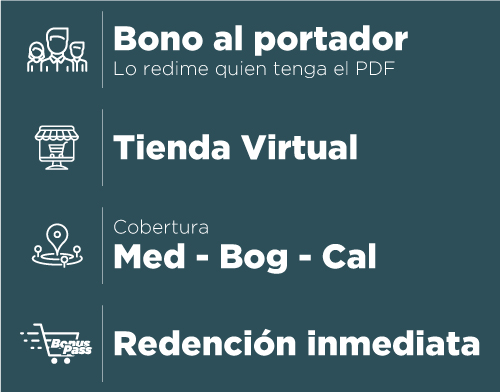 Bono al portador
Lo redime quien tenga el PDF
Tienda Virtual
Cobertura
Med - Bog - Cal
Bonus
Pass
Redención inmediata